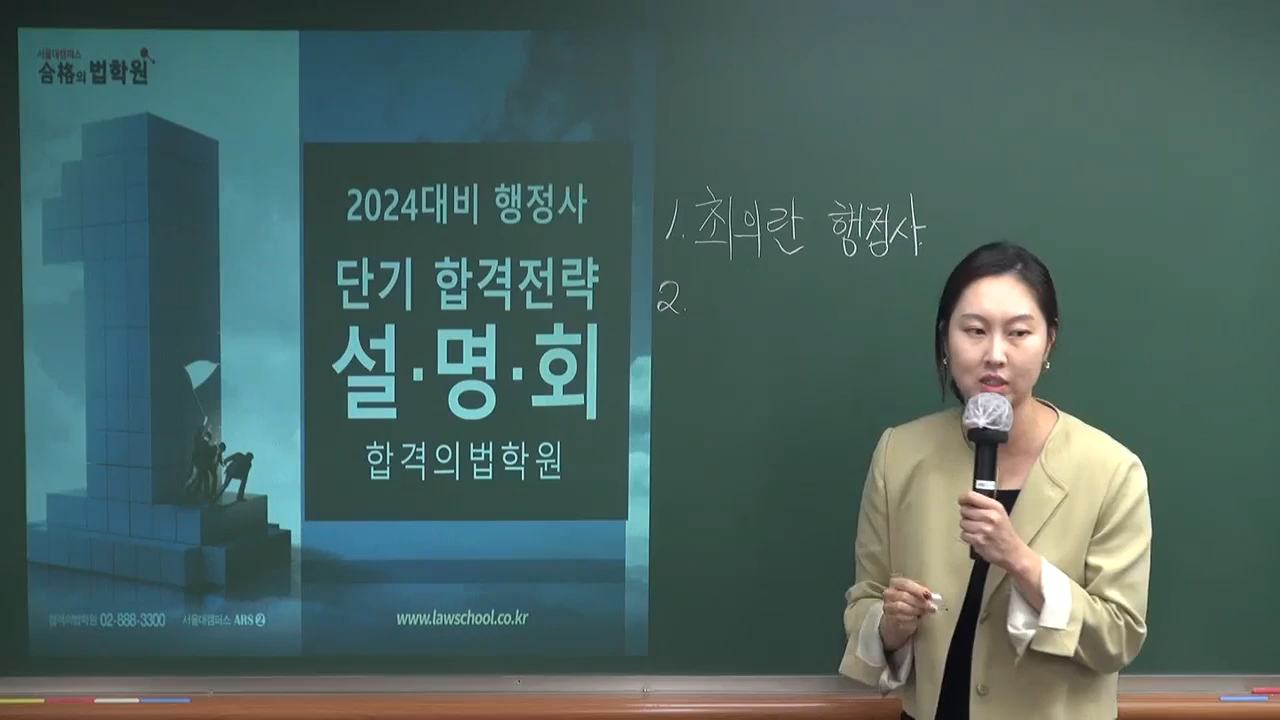 서울대캠퍼스
合格의 법학원
2024대비 행정사
단기 합격전략
설·명·회
합격의법학원
합격의법학원 02-888-3300 서울대캠퍼스 ARS 2
www.lawschool.co.kr
1. 최의란 행정사
2.